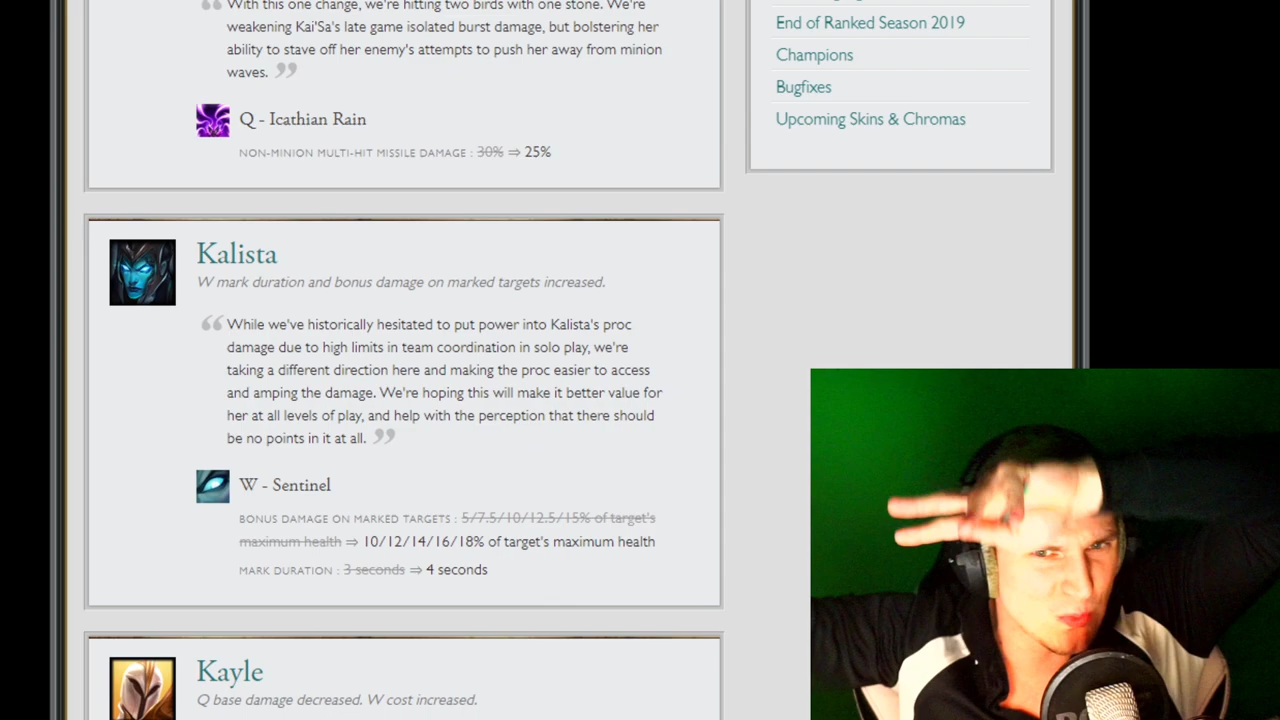 With this one change, we're hitting two birds with one stone. We're
weakening Kai'Sa's late game isolated burst damage, but bolstering her
ability to stave off her enemy's attempts to push her away from minion
waves. ”
Q - Icathian Rain
NON-MINION MULTI-HIT MISSILE DAMAGE : 30% ⇒ 25%
Kalista
W mark duration and bonus damage on marked targets increased.
“ While we've historically hesitated to put power into Kalista's proc
damage due to high limits in team coordination in solo play, we're
taking a different direction here and making the proc easier to access
and amping the damage. We're hoping this will make it better value for
her at all levels of play, and help with the perception that there should
be no points in it at all. ”
W - Sentinel
BONUS DAMAGE ON MARKED TARGETS : 5/7.5/10/12.5/15% of target's
maximum health ⇒ 10/12/14/16/18% of target's maximum health
MARK DURATION : 3 seconds ⇒ 4 seconds
Kayle
Q base damage decreased. W cost increased.
End of Ranked Season 2019
Champions
Bugfixes
Upcoming Skins & Chromas